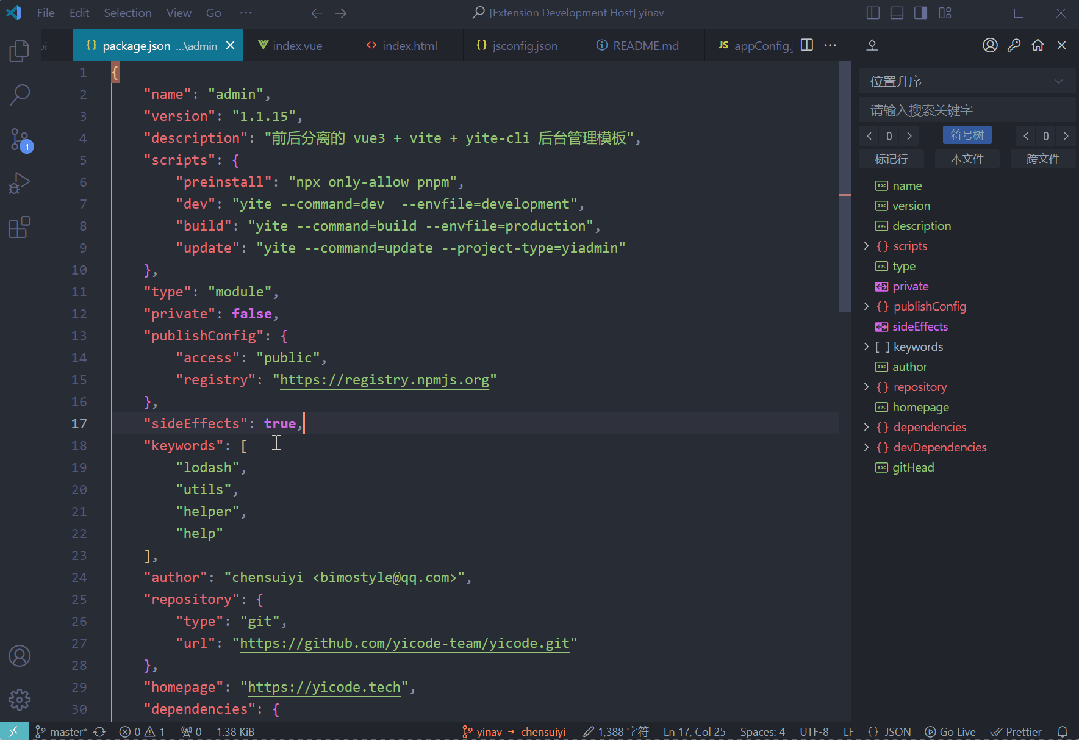 File Edit Selection View Go ··· [Extension Development Host] yinav
package.json ...\admin index.vue index.html jsconfig.json README.md appConfig.
1 {
2 "name": "admin",
3 "version": "1.1.15",
4 "description": "前后分离的 vue3 + vite + yite-cli 后台管理模板",
5 "scripts": {
6 "preinstall": "npx only-allow pnpm",
7 "dev": "yite --command=dev  --envfile=development",
8 "build": "yite --command=build --envfile=production",
9 "update": "yite --command=update --project-type=yiadmin"
10 },
11 "type": "module",
12 "private": false,
13 "publishConfig": {
14 "access": "public",
15 "registry": "https://registry.npmjs.org"
16 },
17 "sideEffects": true,
18 "keywords": [
19 "lodash",
20 "utils",
21 "helper",
22 "help"
23 ],
24 "author": "chensuiyi <bimostyle@qq.com>",
25 "repository": {
26 "type": "git",
27 "url": "https://github.com/yicode-team/yicode.git"
28 },
29 "homepage": "https://yicode.tech",
30 "dependencies": {
位置升序
请输入搜索关键字
< 0 > 符号树 < 0 >
标记行 本文件 跨文件
name
version
description
{} scripts
type
private
{} publishConfig
sideEffects
[ ] keywords
author
{} repository
homepage
{} dependencies
{} devDependencies
gitHead
master* 0 1 0 1.38 KiB yinav → chensuiyi 1,388 字符 Ln 17, Col 25 Spaces: 4 UTF-8 LF {} JSON Go Live Prettier